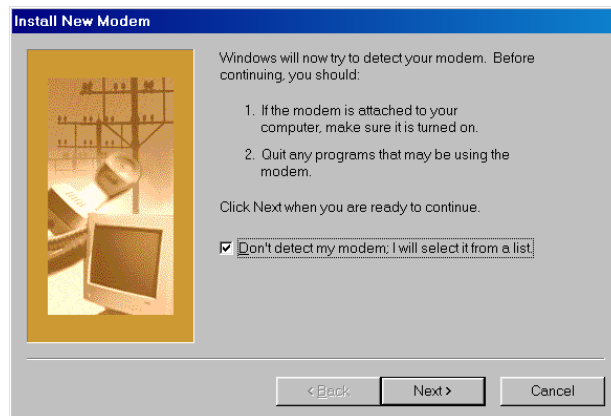 Install New Modem
Windows will now try to detect your modem. Before
continuing, you should:
1. If the modem is attached to your
computer, make sure it is turned on.
2. Quit any programs that may be using the
modem.
Click Next when you are ready to continue.
Don't detect my modem; I will select it from a list.
< Back
Next >
Cancel